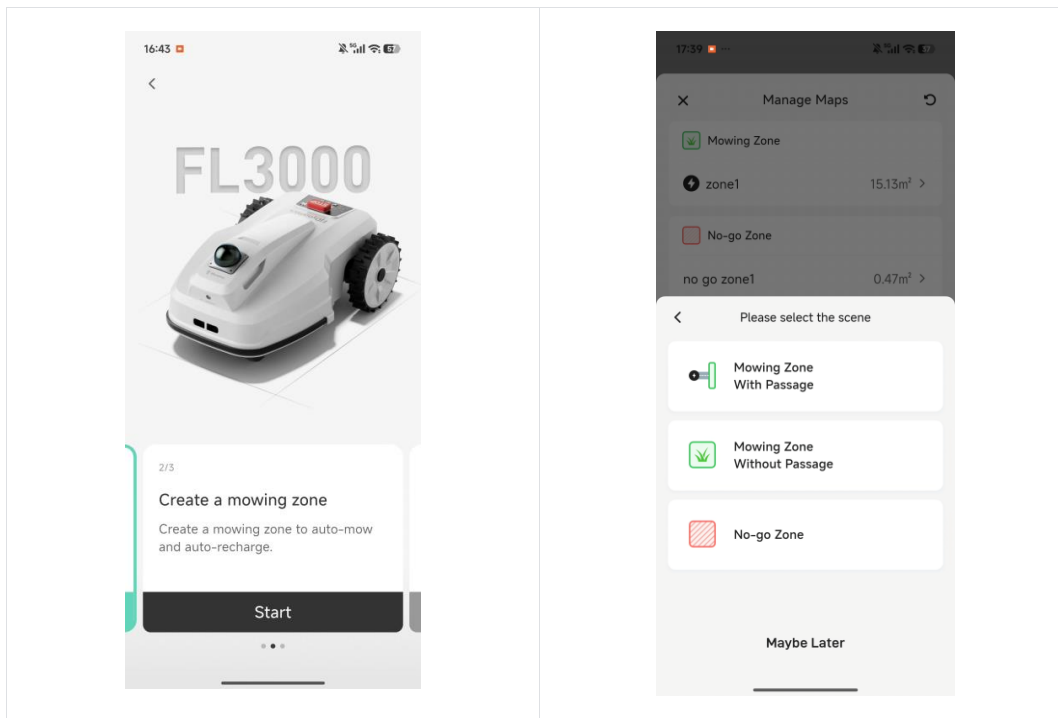 16:43
5G
FL3000
2/3
Create a mowing zone
Create a mowing zone to auto-mow
and auto-recharge.
Start
17:39
Manage Maps
Mowing Zone
zone1 15.13m²
No-go Zone
no go zone1 0.47m²
Please select the scene
Mowing Zone
With Passage
Mowing Zone
Without Passage
No-go Zone
Maybe Later